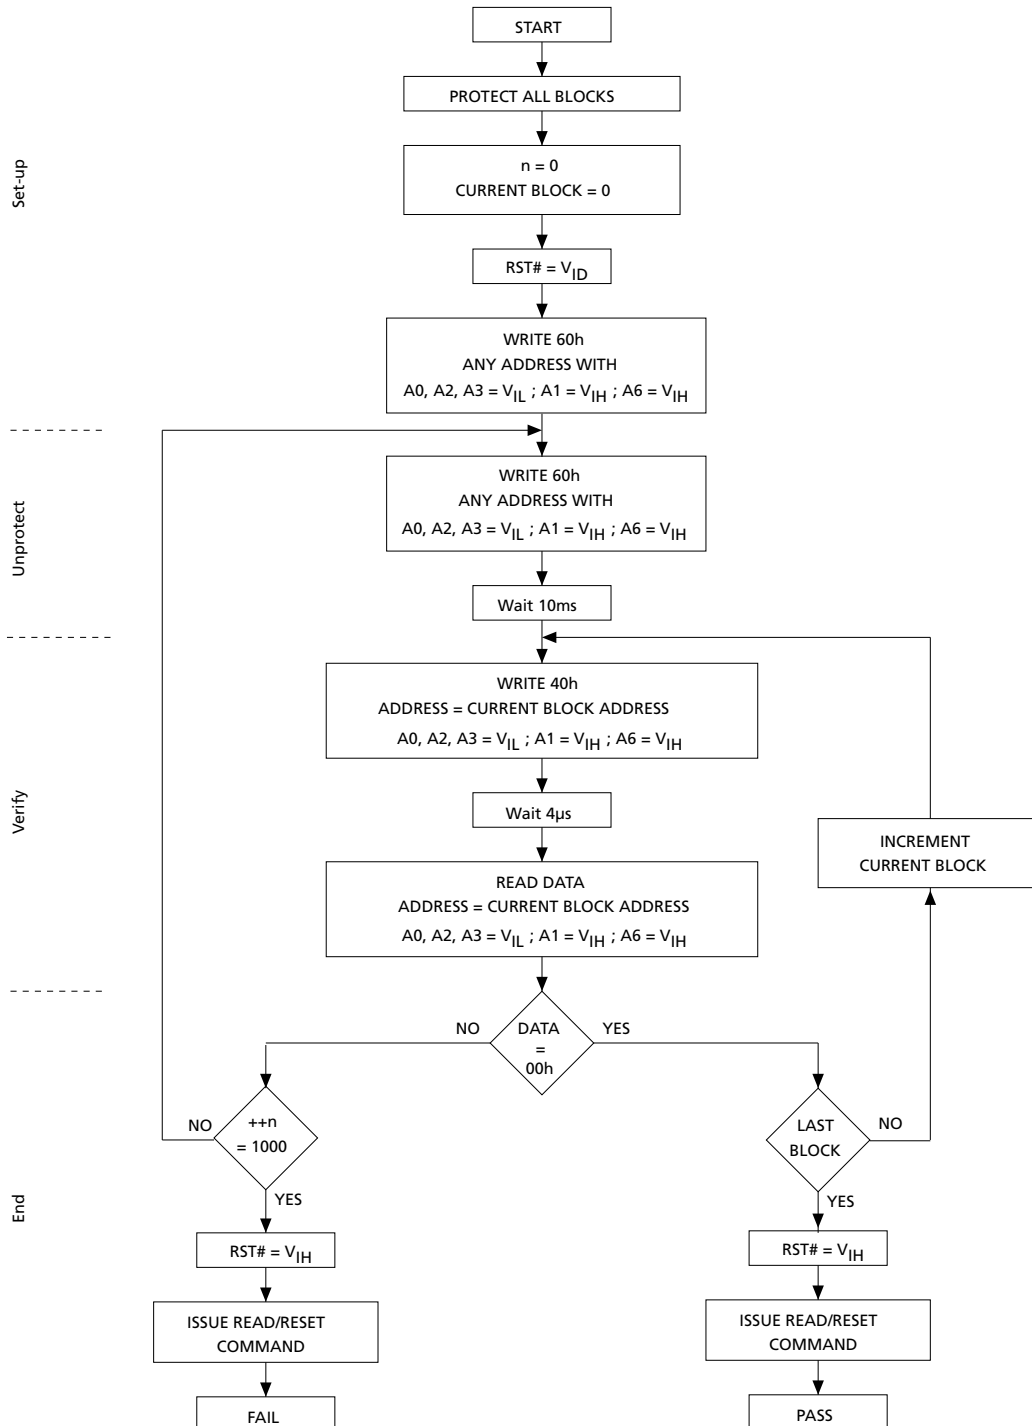 START
PROTECT ALL BLOCKS
Set-up
n = 0
CURRENT BLOCK = 0
RST# = VID
WRITE 60h
ANY ADDRESS WITH
A0, A2, A3 = VIL ; A1 = VIH ; A6 = VIH
Unprotect
WRITE 60h
ANY ADDRESS WITH
A0, A2, A3 = VIL ; A1 = VIH ; A6 = VIH
Wait 10ms
Verify
WRITE 40h
ADDRESS = CURRENT BLOCK ADDRESS
A0, A2, A3 = VIL ; A1 = VIH ; A6 = VIH
Wait 4µs
INCREMENT
CURRENT BLOCK
READ DATA
ADDRESS = CURRENT BLOCK ADDRESS
A0, A2, A3 = VIL ; A1 = VIH ; A6 = VIH
End
NO
DATA
=
00h
YES
NO
++n
= 1000
LAST
BLOCK
NO
YES
YES
RST# = VIH
RST# = VIH
ISSUE READ/RESET
COMMAND
ISSUE READ/RESET
COMMAND
FAIL
PASS